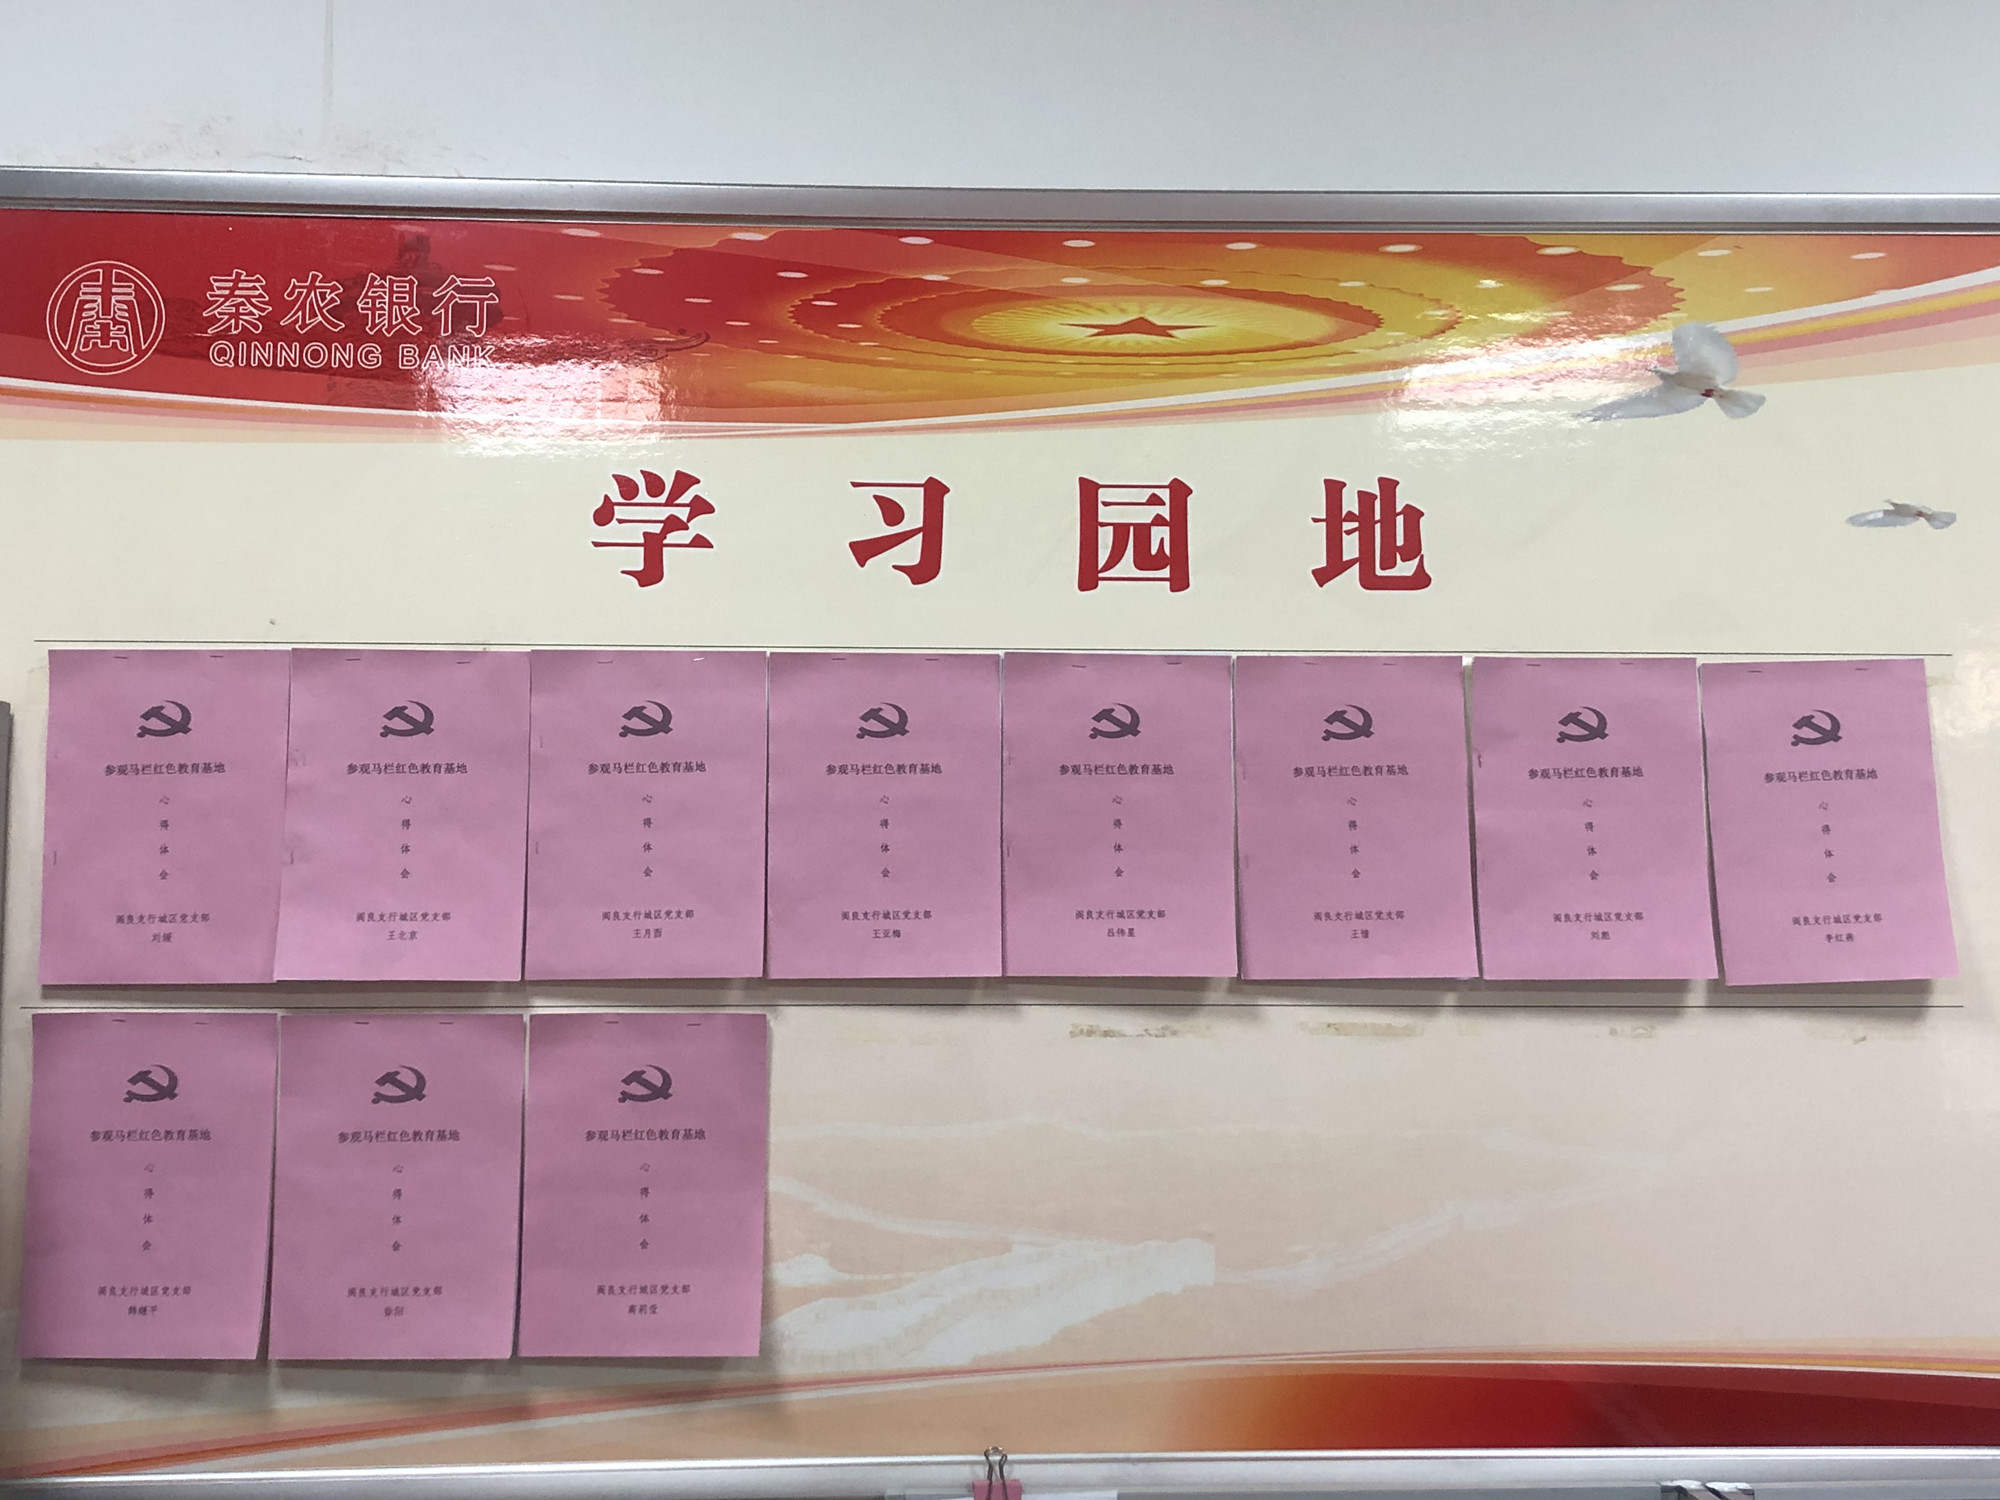 秦农银行
QINNONG BANK
学习园地
参观马栏红色教育基地
心
得
体
会
阎良支行城区党支部
刘媛
参观马栏红色教育基地
心
得
体
会
阎良支行城区党支部
王北京
参观马栏红色教育基地
心
得
体
会
阎良支行城区党支部
王月西
参观马栏红色教育基地
心
得
体
会
阎良支行城区党支部
王亚梅
参观马栏红色教育基地
心
得
体
会
阎良支行城区党支部
吕伟星
参观马栏红色教育基地
心
得
体
会
阎良支行城区党支部
参观马栏红色教育基地
心
得
体
会
阎良支行城区党支部
刘彪
参观马栏红色教育基地
心
得
体
会
阎良支行城区党支部
李红燕
参观马栏红色教育基地
心
得
体
会
阎良支行城区党支部
韩继平
参观马栏红色教育基地
心
得
体
会
阎良支行城区党支部
徐阳
参观马栏红色教育基地
心
得
体
会
阎良支行城区党支部